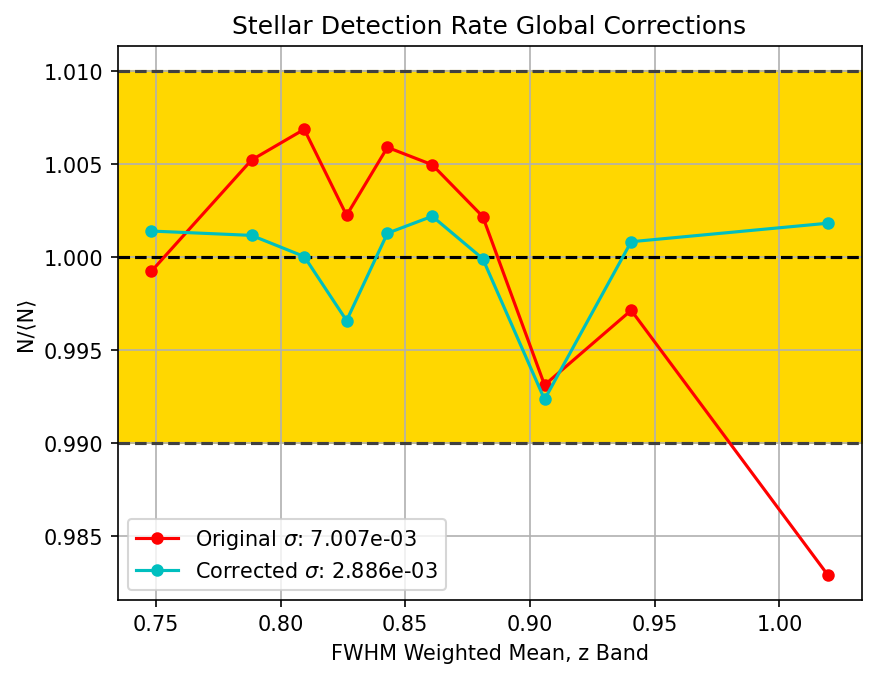 Stellar Detection Rate Global Corrections
N/⟨N⟩
1.010
1.005
1.000
0.995
0.990
0.985
Original σ: 7.007e-03
Corrected σ: 2.886e-03
0.75 0.80 0.85 0.90 0.95 1.00
FWHM Weighted Mean, z Band